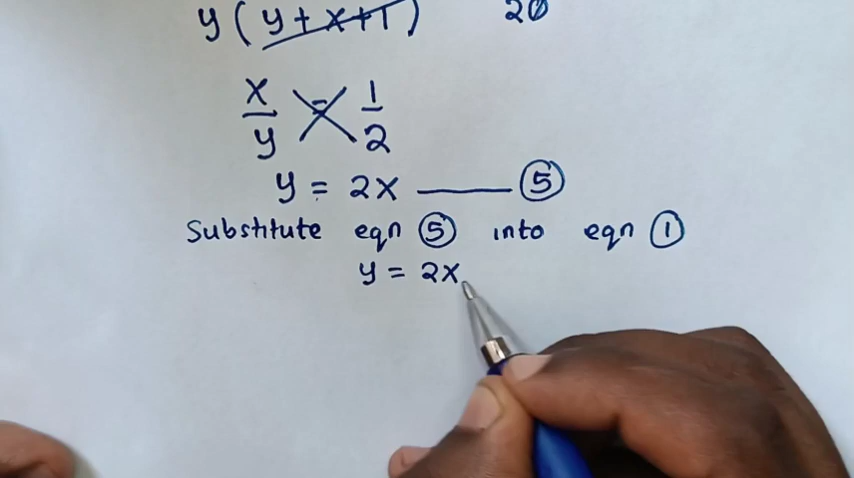 y (y + x + 1) 20
x/y = 1/2
y = 2x ——— ⑤
Substitute eqn ⑤ into eqn ①
y = 2x